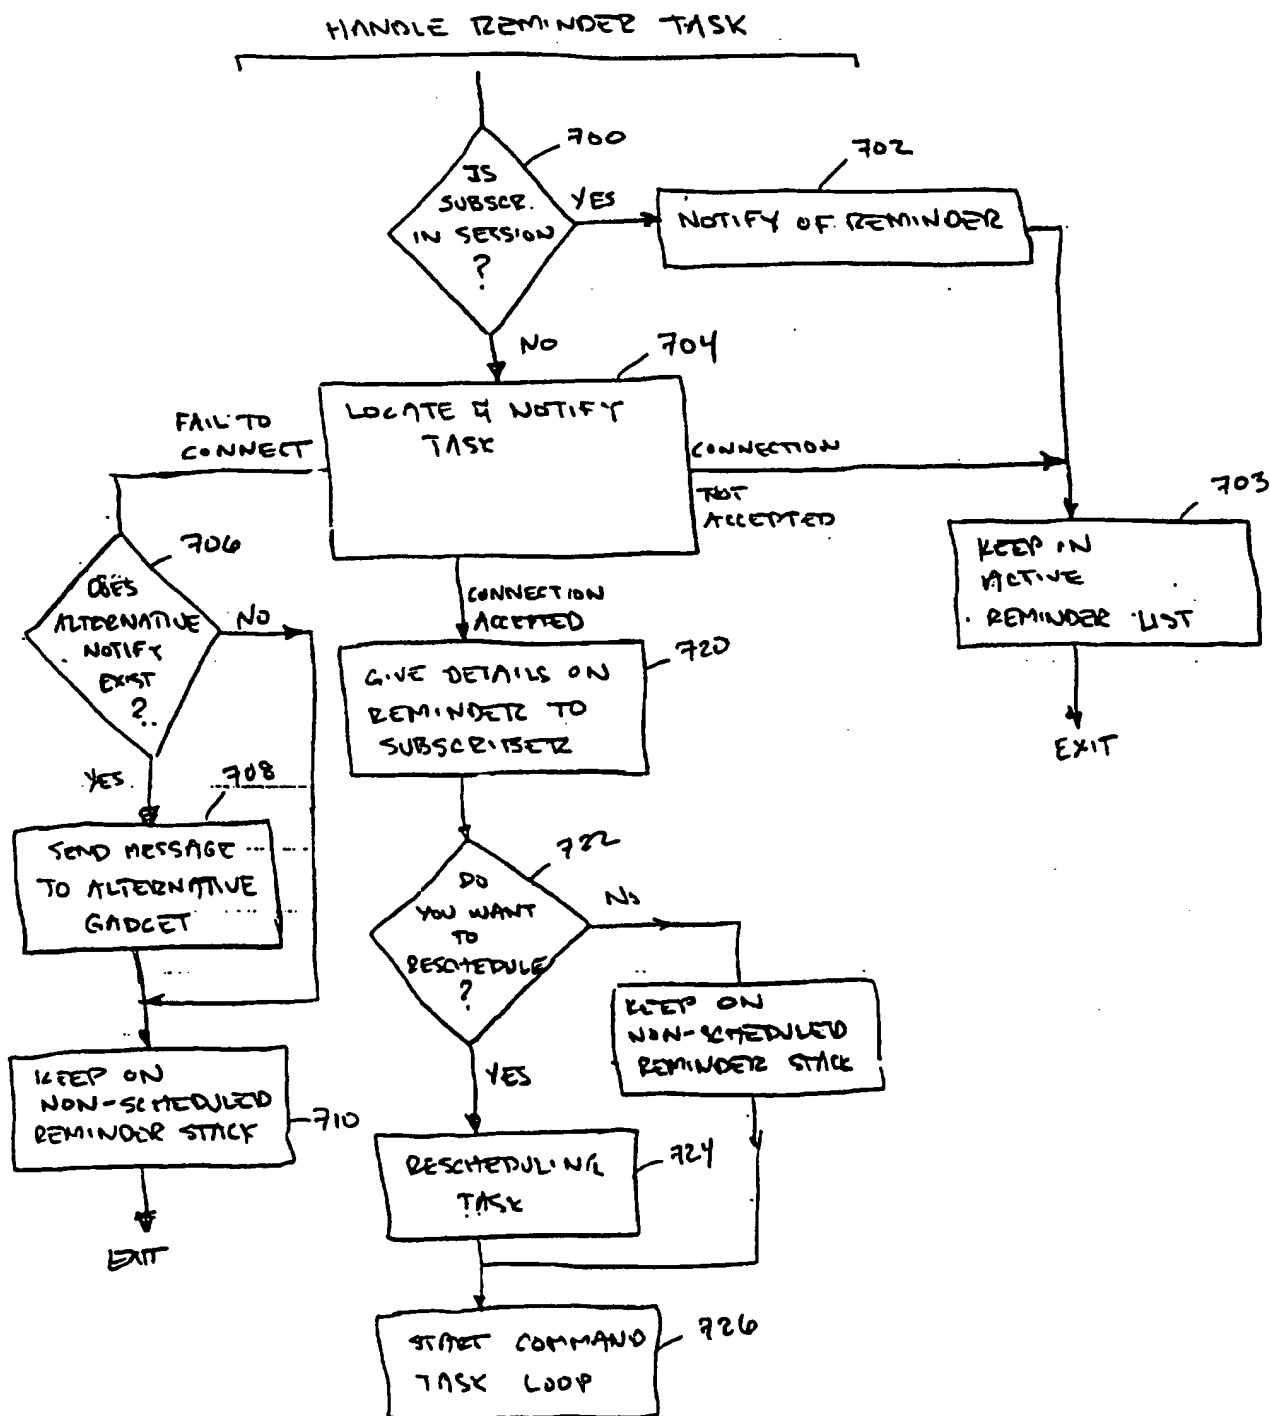 HANDLE REMINDER TASK
700
IS
SUBSCR.
IN SESSION
?
YES
702
NOTIFY OF REMINDER
NO
704
LOCATE & NOTIFY
TASK
FAIL TO
CONNECT
CONNECTION
NOT
ACCEPTED
703
KEEP IN
ACTIVE
REMINDER LIST
EXIT
706
DOES
ALTERNATIVE
NOTIFY
EXIST
?
NO
YES
CONNECTION
ACCEPTED
720
GIVE DETAILS ON
REMINDER TO
SUBSCRIBER
708
SEND MESSAGE
TO ALTERNATIVE
GADGET
722
DO
YOU WANT
TO
RESCHEDULE
?
NO
KEEP ON
NON-SCHEDULED
REMINDER STACK
YES
KEEP ON
NON-SCHEDULED
REMINDER STACK
710
EXIT
RESCHEDULING
TASK
724
START COMMAND
TASK LOOP
726